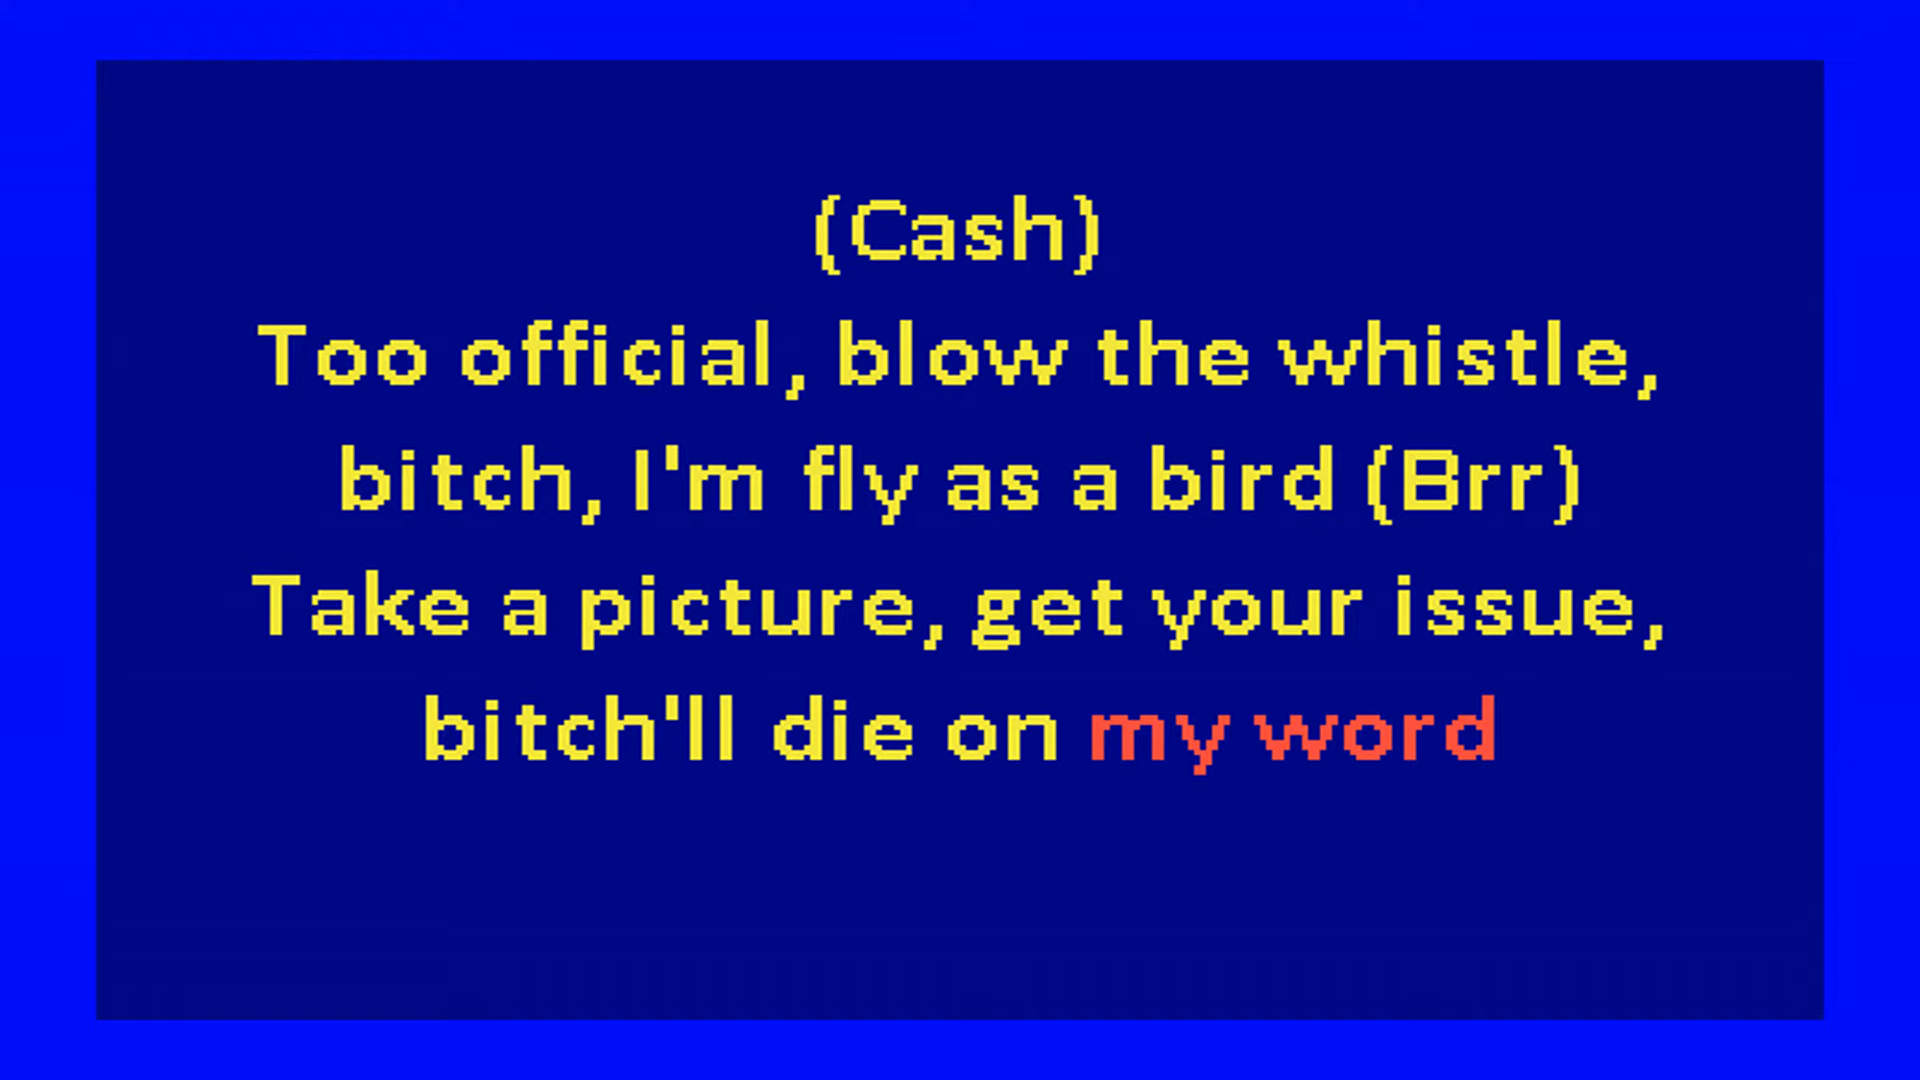 (Cash)
Too official, blow the whistle,
bitch, I'm fly as a bird (Brr)
Take a picture, get your issue,
bitch'll die on my word